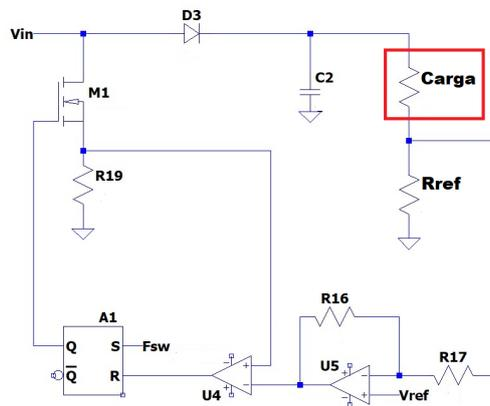 D3
Vin
M1
C2
Carga
R19
Rref
R16
A1
U5
R17
Q S Fsw
Q R
U4
Vref